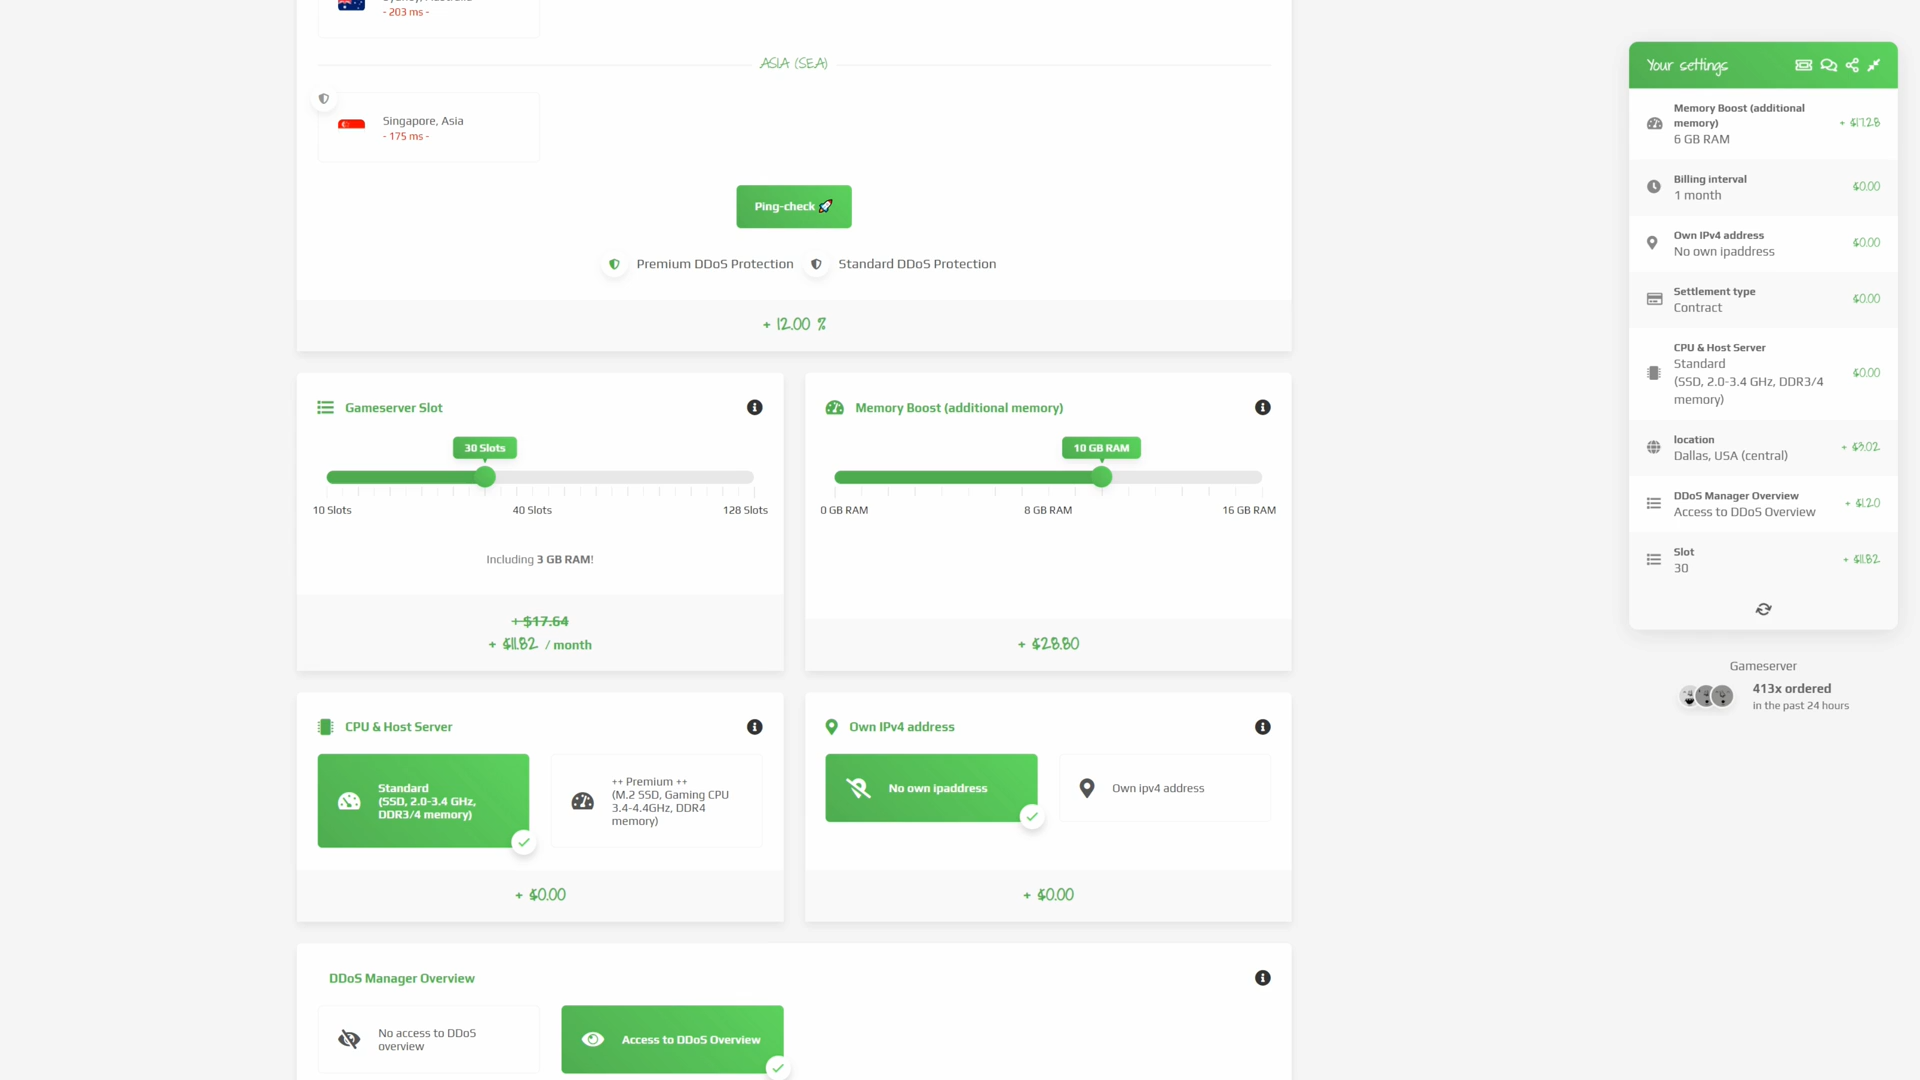 - 203 ms -
ASIA (SEA)
Singapore, Asia
- 175 ms -
Ping-check
Premium DDoS Protection
Standard DDoS Protection
+ 12.00 %
Gameserver Slot
30 Slots
10 Slots
40 Slots
128 Slots
Including 3 GB RAM!
+ $17.64
+ $11.82 / month
Memory Boost (additional memory)
10 GB RAM
0 GB RAM
8 GB RAM
16 GB RAM
+ $28.80
CPU & Host Server
Standard
(SSD, 2.0-3.4 GHz,
DDR3/4 memory)
++ Premium ++
(M.2 SSD, Gaming CPU
3.4-4.4GHz, DDR4
memory)
+ $0.00
Own IPv4 address
No own ipaddress
Own ipv4 address
+ $0.00
DDoS Manager Overview
No access to DDoS
overview
Access to DDoS Overview
Your settings
Memory Boost (additional
memory)
6 GB RAM
+ $17.28
Billing interval
1 month
$0.00
Own IPv4 address
No own ipaddress
$0.00
Settlement type
Contract
$0.00
CPU & Host Server
Standard
(SSD, 2.0-3.4 GHz, DDR3/4
memory)
$0.00
location
Dallas, USA (central)
+ $3.02
DDoS Manager Overview
Access to DDoS Overview
+ $1.20
Slot
30
+ $11.82
Gameserver
413x ordered
in the past 24 hours